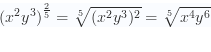 $(x^2y^3)^{\frac{2}{5}} = \sqrt[5]{(x^2y^3)^2} = \sqrt[5]{x^4y^6}$